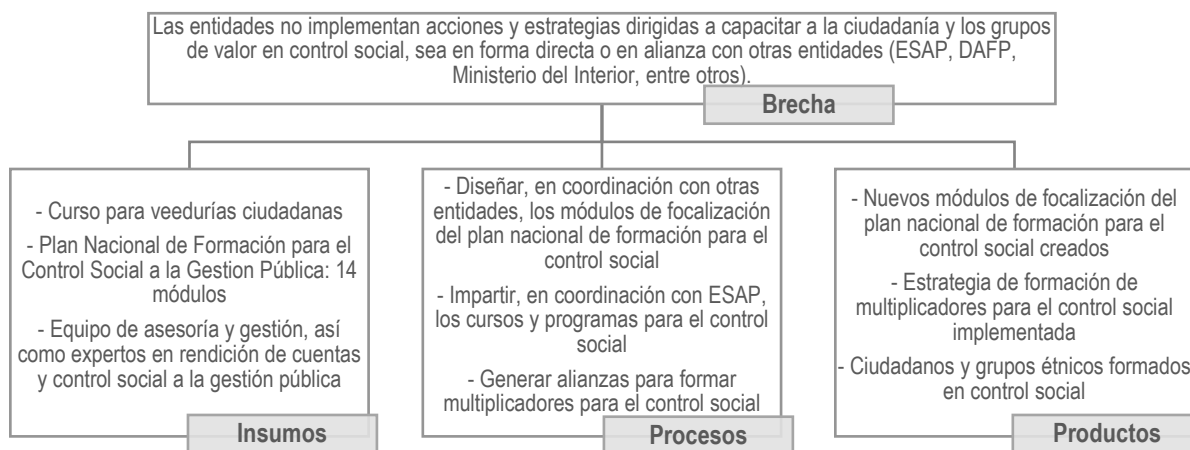 Las entidades no implementan acciones y estrategias dirigidas a capacitar a la ciudadanía y los grupos
de valor en control social, sea en forma directa o en alianza con otras entidades (ESAP, DAFP,
Ministerio del Interior, entre otros).
Brecha
- Curso para veedurías ciudadanas
- Plan Nacional de Formación para el
Control Social a la Gestion Pública: 14
módulos
- Equipo de asesoría y gestión, así
como expertos en rendición de cuentas
y control social a la gestión pública
Insumos
- Diseñar, en coordinación con otras
entidades, los módulos de focalización
del plan nacional de formación para el
control social
- Impartir, en coordinación con ESAP,
los cursos y programas para el control
social
- Generar alianzas para formar
multiplicadores para el control social
Procesos
- Nuevos módulos de focalización del
plan nacional de formación para el
control social creados
- Estrategia de formación de
multiplicadores para el control social
implementada
- Ciudadanos y grupos étnicos formados
en control social
Productos